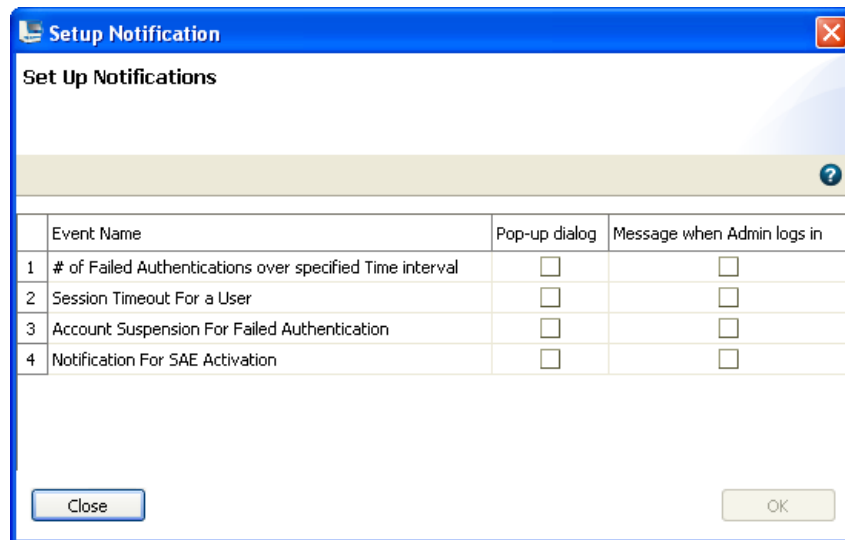 Setup Notification
Set Up Notifications
?
Event Name Pop-up dialog Message when Admin logs in
1 # of Failed Authentications over specified Time interval
2 Session Timeout For a User
3 Account Suspension For Failed Authentication
4 Notification For SAE Activation
Close OK